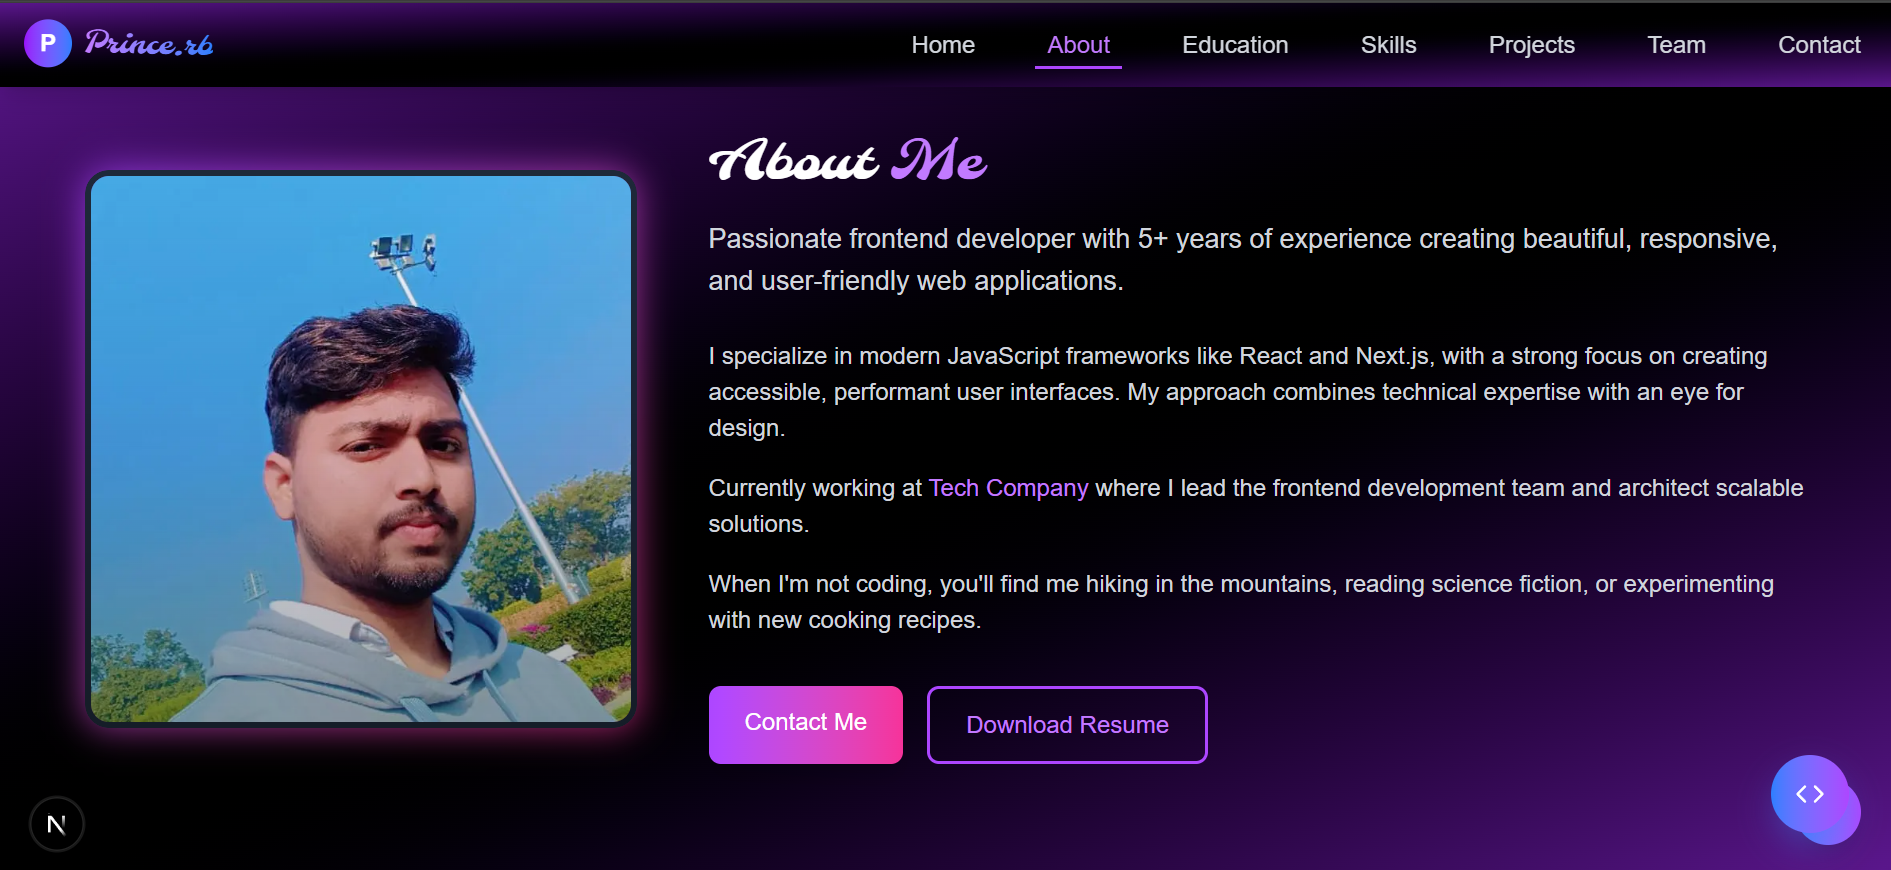 P Prince.rb
Home About Education Skills Projects Team Contact
About Me
Passionate frontend developer with 5+ years of experience creating beautiful, responsive,
and user-friendly web applications.
I specialize in modern JavaScript frameworks like React and Next.js, with a strong focus on creating
accessible, performant user interfaces. My approach combines technical expertise with an eye for
design.
Currently working at Tech Company where I lead the frontend development team and architect scalable
solutions.
When I'm not coding, you'll find me hiking in the mountains, reading science fiction, or experimenting
with new cooking recipes.
Contact Me
Download Resume
N